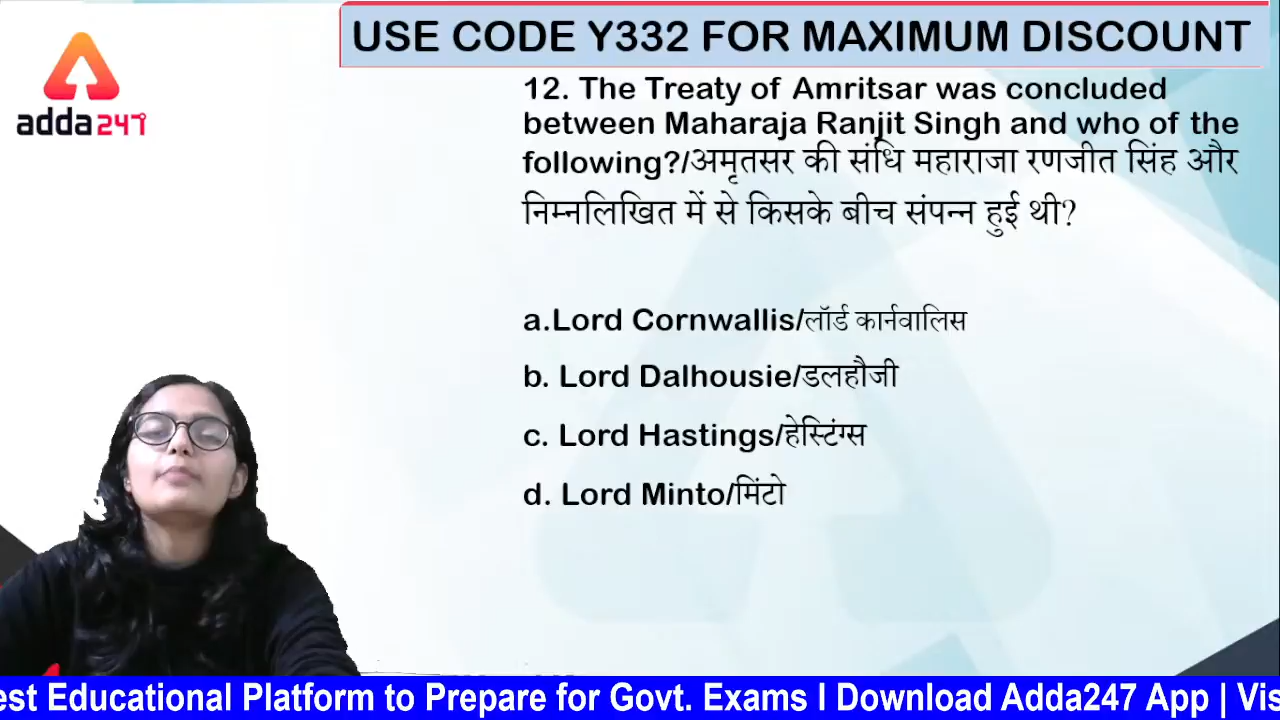 USE CODE Y332 FOR MAXIMUM DISCOUNT
adda247
12. The Treaty of Amritsar was concluded
between Maharaja Ranjit Singh and who of the
following?/अमृतसर की संधि महाराजा रणजीत सिंह और
निम्नलिखित में से किसके बीच संपन्न हुई थी?
a.Lord Cornwallis/लॉर्ड कार्नवालिस
b. Lord Dalhousie/डलहौजी
c. Lord Hastings/हेस्टिंग्स
d. Lord Minto/मिंटो
est Educational Platform to Prepare for Govt. Exams I Download Adda247 App | Vis